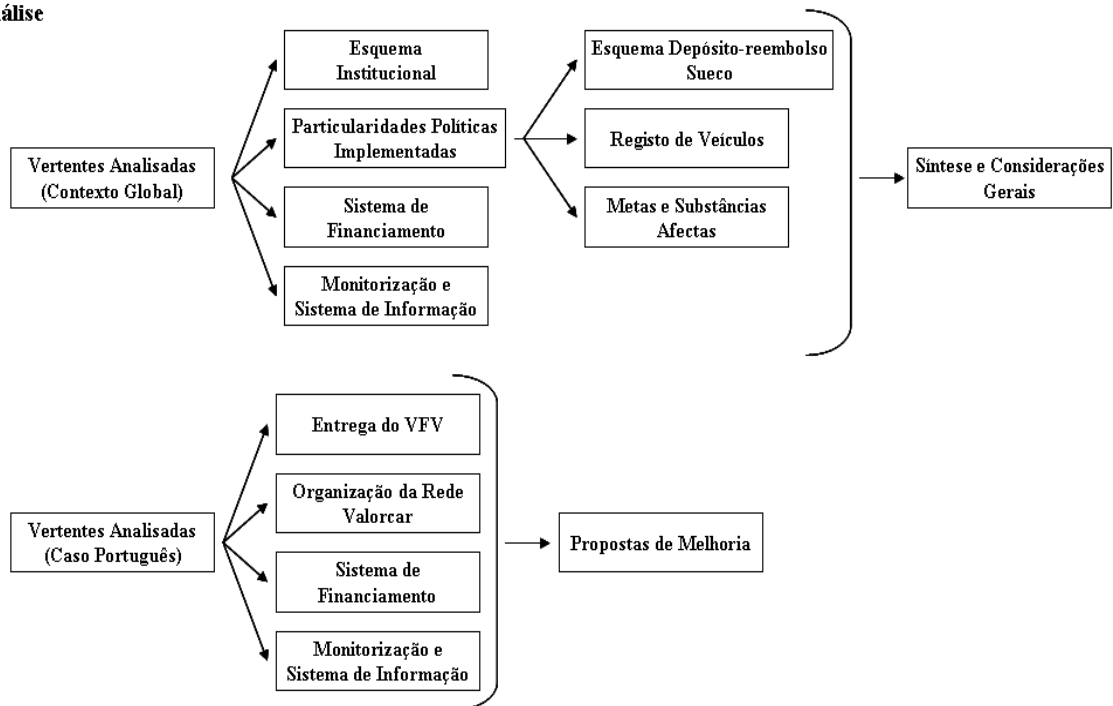 álise
Esquema
Institucional
Particularidades Políticas
Implementadas
Vertentes Analisadas
(Contexto Global)
Sistema de
Financiamento
Monitorização e
Sistema de Informação
Esquema Depósito-reembolso
Sueco
Registo de Veículos
Metas e Substâncias
Afectas
Síntese e Considerações
Gerais
Vertentes Analisadas
(Caso Português)
Entrega do VFV
Organização da Rede
Valorcar
Sistema de
Financiamento
Monitorização e
Sistema de Informação
Propostas de Melhoria